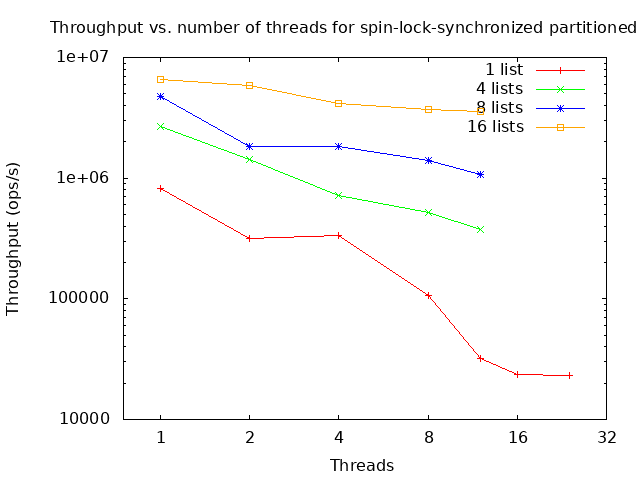 Throughput vs. number of threads for spin-lock-synchronized partitioned
1e+07
1e+06
100000
10000
Throughput (ops/s)
1 list
4 lists
8 lists
16 lists
1 2 4 8 16 32
Threads